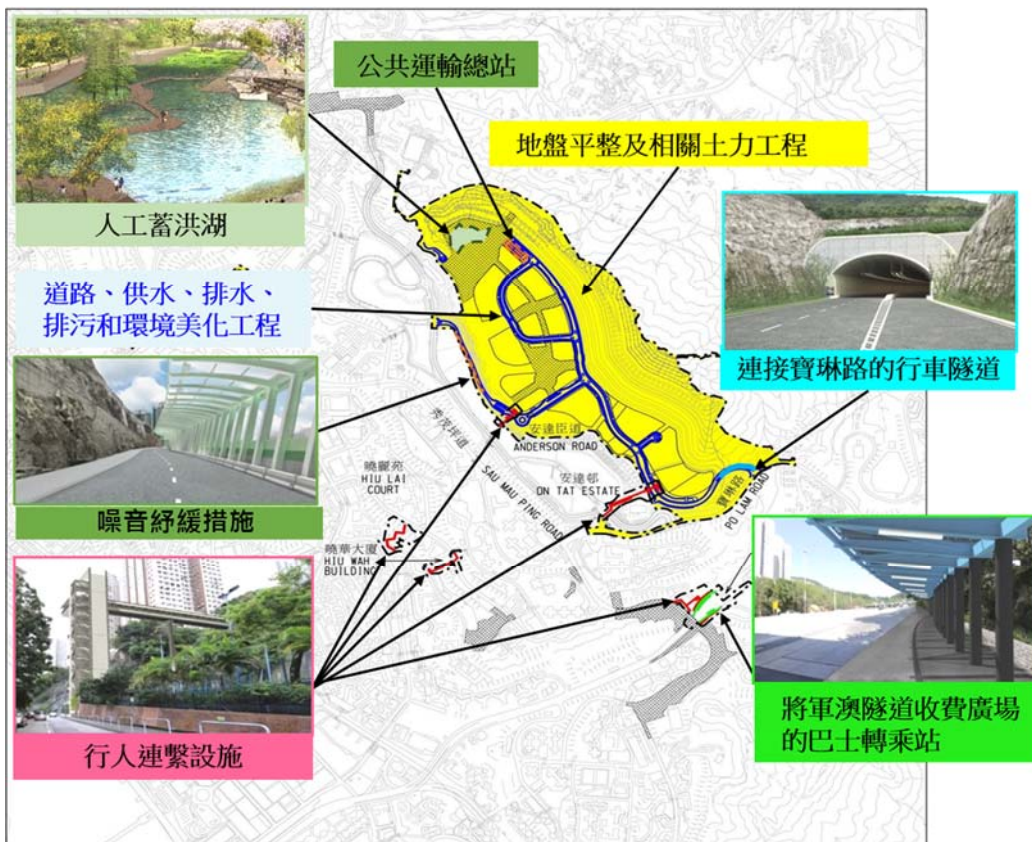 公共運輸總站
地盤平整及相關土力工程
人工蓄洪湖
道路、供水、排水、
排污和環境美化工程
連接寶琳路的行車隧道
噪音紓緩措施
秀茂坪道
SAU MAU PING ROAD
安達臣道
ANDERSON ROAD
曉麗苑
HIU LAI
COURT
安達邨
ON TAT ESTATE
寶琳路
PO LAM ROAD
曉華大廈
HIU WAH
BUILDING
行人連繫設施
將軍澳隧道收費廣場
的巴士轉乘站